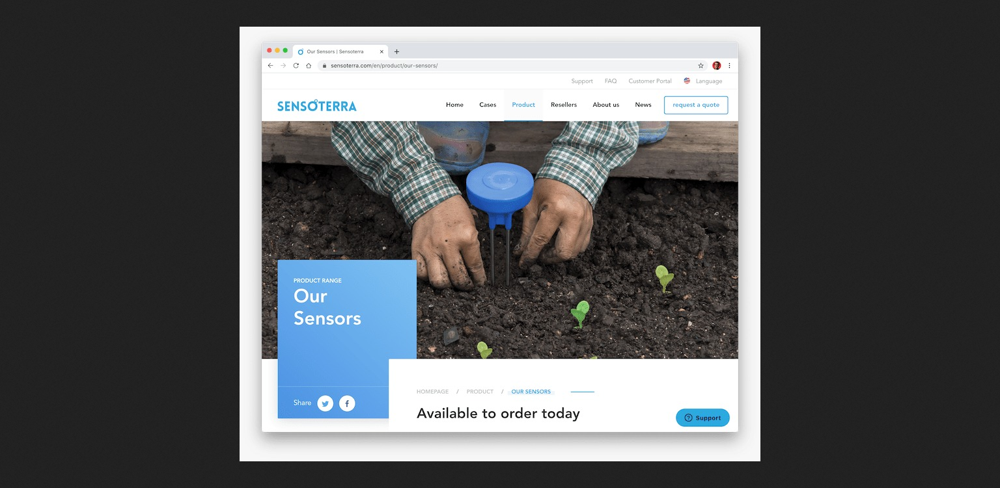 Our Sensors | Sensoterra
sensoterra.com/en/product/our-sensors/
Support FAQ Customer Portal Language
SENSOTERRA
Home Cases Product Resellers About us News request a quote
PRODUCT RANGE
Our
Sensors
Share
HOMEPAGE / PRODUCT / OUR SENSORS
Available to order today
Support